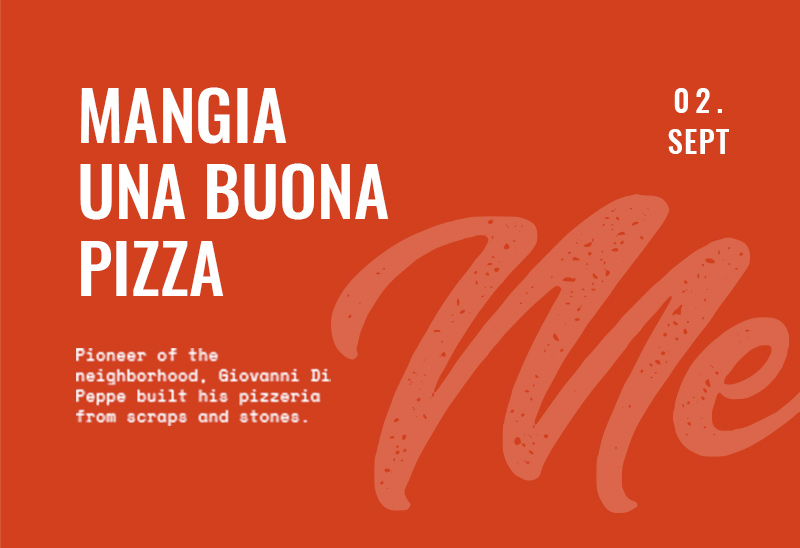 MANGIA
UNA BUONA
PIZZA
02.
SEPT
Pioneer of the
neighborhood, Giovanni Di
Peppe built his pizzeria
from scraps and stones.
Me